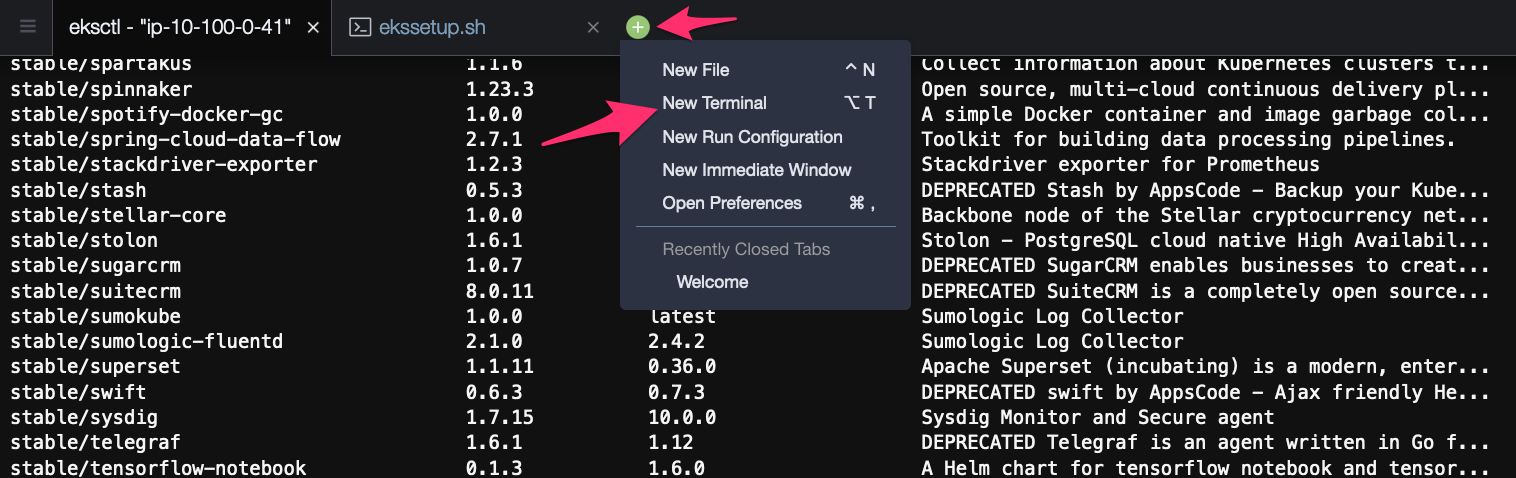 eksctl - "ip-10-100-0-41" × ekssetup.sh ×
New File ^ N
New Terminal ⌥ T
New Run Configuration
New Immediate Window
Open Preferences ⌘ ,
Recently Closed Tabs
Welcome
stable/spartakus 1.1.6 Collect information about Kubernetes clusters t...
stable/spinnaker 1.23.3 Open source, multi-cloud continuous delivery pl...
stable/spotify-docker-gc 1.0.0 A simple Docker container and image garbage col...
stable/spring-cloud-data-flow 2.7.1 Toolkit for building data processing pipelines.
stable/stackdriver-exporter 1.2.3 Stackdriver exporter for Prometheus
stable/stash 0.5.3 DEPRECATED Stash by AppsCode - Backup your Kube...
stable/stellar-core 1.0.0 Backbone node of the Stellar cryptocurrency net...
stable/stolon 1.6.1 Stolon - PostgreSQL cloud native High Availabil...
stable/sugarcrm 1.0.7 DEPRECATED SugarCRM enables businesses to creat...
stable/suitecrm 8.0.11 DEPRECATED SuiteCRM is a completely open source...
stable/sumokube 1.0.0 latest Sumologic Log Collector
stable/sumologic-fluentd 2.1.0 2.4.2 Sumologic Log Collector
stable/superset 1.1.11 0.36.0 Apache Superset (incubating) is a modern, enter...
stable/swift 0.6.3 0.7.3 DEPRECATED swift by AppsCode - Ajax friendly He...
stable/sysdig 1.7.15 10.0.0 Sysdig Monitor and Secure agent
stable/telegraf 1.6.1 1.12 DEPRECATED Telegraf is an agent written in Go f...
stable/tensorflow-notebook 0.1.3 1.6.0 A Helm chart for tensorflow notebook and tensor...